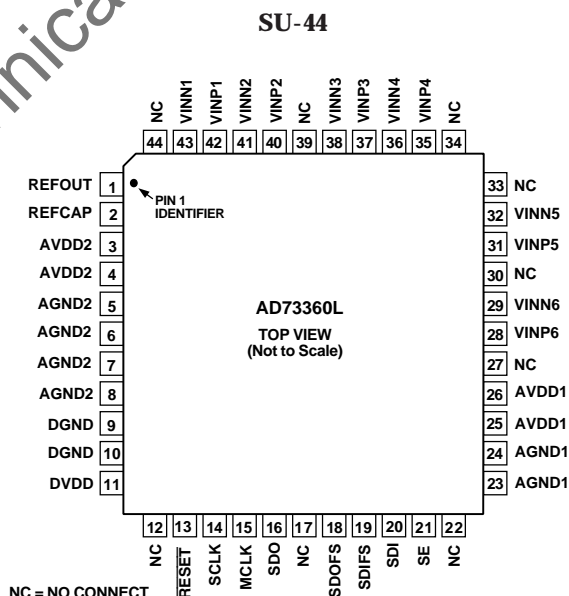 SU-44
NC
VINN1
VINP1
VINN2
VINP2
NC
VINN3
VINP3
VINN4
VINP4
NC
44 43 42 41 40 39 38 37 36 35 34
REFOUT 1
REFCAP 2
AVDD2 3
AVDD2 4
AGND2 5
AGND2 6
AGND2 7
AGND2 8
DGND 9
DGND 10
DVDD 11
PIN 1
IDENTIFIER
AD73360L
TOP VIEW
(Not to Scale)
33 NC
32 VINN5
31 VINP5
30 NC
29 VINN6
28 VINP6
27 NC
26 AVDD1
25 AVDD1
24 AGND1
23 AGND1
12 13 14 15 16 17 18 19 20 21 22
NC
RESET
SCLK
MCLK
SDO
NC
SDOFS
SDIFS
SDI
SE
NC
NC = NO CONNECT